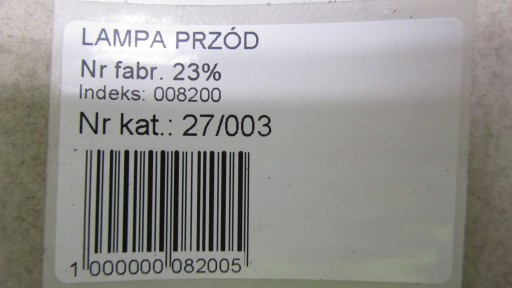 LAMPA PRZÓD
Nr fabr. 23%
Indeks: 008200
Nr kat.: 27/003
1 000000 082005